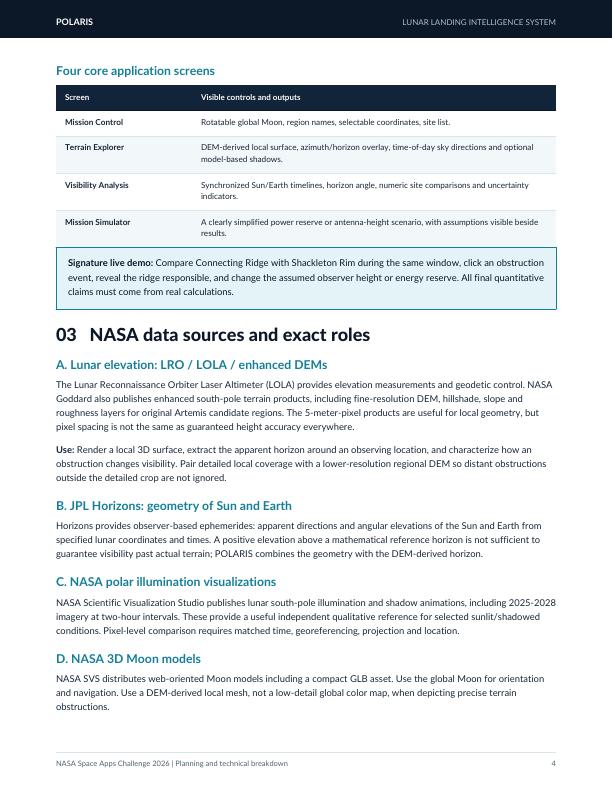 POLARIS
LUNAR LANDING INTELLIGENCE SYSTEM
Four core application screens
Screen
Visible controls and outputs
Mission Control
Rotatable global Moon, region names, selectable coordinates, site list.
Terrain Explorer
DEM-derived local surface, azimuth/horizon overlay, time-of-day sky directions and optional
model-based shadows.
Visibility Analysis
Synchronized Sun/Earth timelines, horizon angle, numeric site comparisons and uncertainty
indicators.
Mission Simulator
A clearly simplified power reserve or antenna-height scenario, with assumptions visible beside
results.
Signature live demo: Compare Connecting Ridge with Shackleton Rim during the same window, click an obstruction
event, reveal the ridge responsible, and change the assumed observer height or energy reserve. All final quantitative
claims must come from real calculations.
03 NASA data sources and exact roles
A. Lunar elevation: LRO / LOLA / enhanced DEMs
The Lunar Reconnaissance Orbiter Laser Altimeter (LOLA) provides elevation measurements and geodetic control. NASA
Goddard also publishes enhanced south-pole terrain products, including fine-resolution DEM, hillshade, slope and
roughness layers for original Artemis candidate regions. The 5-meter-pixel products are useful for local geometry, but
pixel spacing is not the same as guaranteed height accuracy everywhere.
Use: Render a local 3D surface, extract the apparent horizon around an observing location, and characterize how an
obstruction changes visibility. Pair detailed local coverage with a lower-resolution regional DEM so distant obstructions
outside the detailed crop are not ignored.
B. JPL Horizons: geometry of Sun and Earth
Horizons provides observer-based ephemerides: apparent directions and angular elevations of the Sun and Earth from
specified lunar coordinates and times. A positive elevation above a mathematical reference horizon is not sufficient to
guarantee visibility past actual terrain; POLARIS combines the geometry with the DEM-derived horizon.
C. NASA polar illumination visualizations
NASA Scientific Visualization Studio publishes lunar south-pole illumination and shadow animations, including 2025-2028
imagery at two-hour intervals. These provide a useful independent qualitative reference for selected sunlit/shadowed
conditions. Pixel-level comparison requires matched time, georeferencing, projection and location.
D. NASA 3D Moon models
NASA SVS distributes web-oriented Moon models including a compact GLB asset. Use the global Moon for orientation
and navigation. Use a DEM-derived local mesh, not a low-detail global color map, when depicting precise terrain
obstructions.
NASA Space Apps Challenge 2026 | Planning and technical breakdown
4